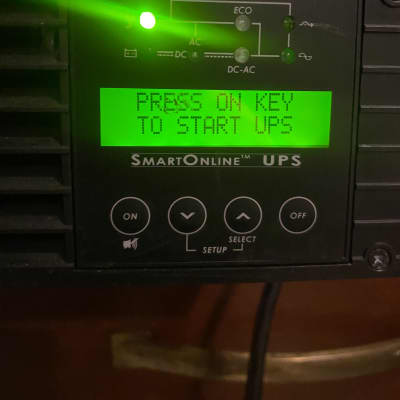 ECO
AC
DC
DC-AC
PRESS ON KEY
TO START UPS
SMARTONLINE™ UPS
ON
OFF
SELECT
SETUP